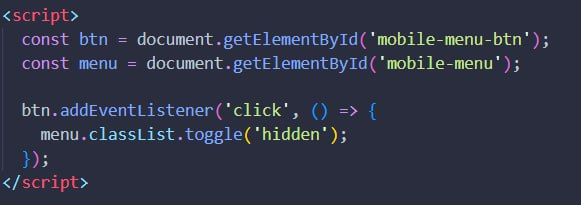 <script>
const btn = document.getElementById('mobile-menu-btn');
const menu = document.getElementById('mobile-menu');
btn.addEventListener('click', () => {
menu.classList.toggle('hidden');
});
</script>